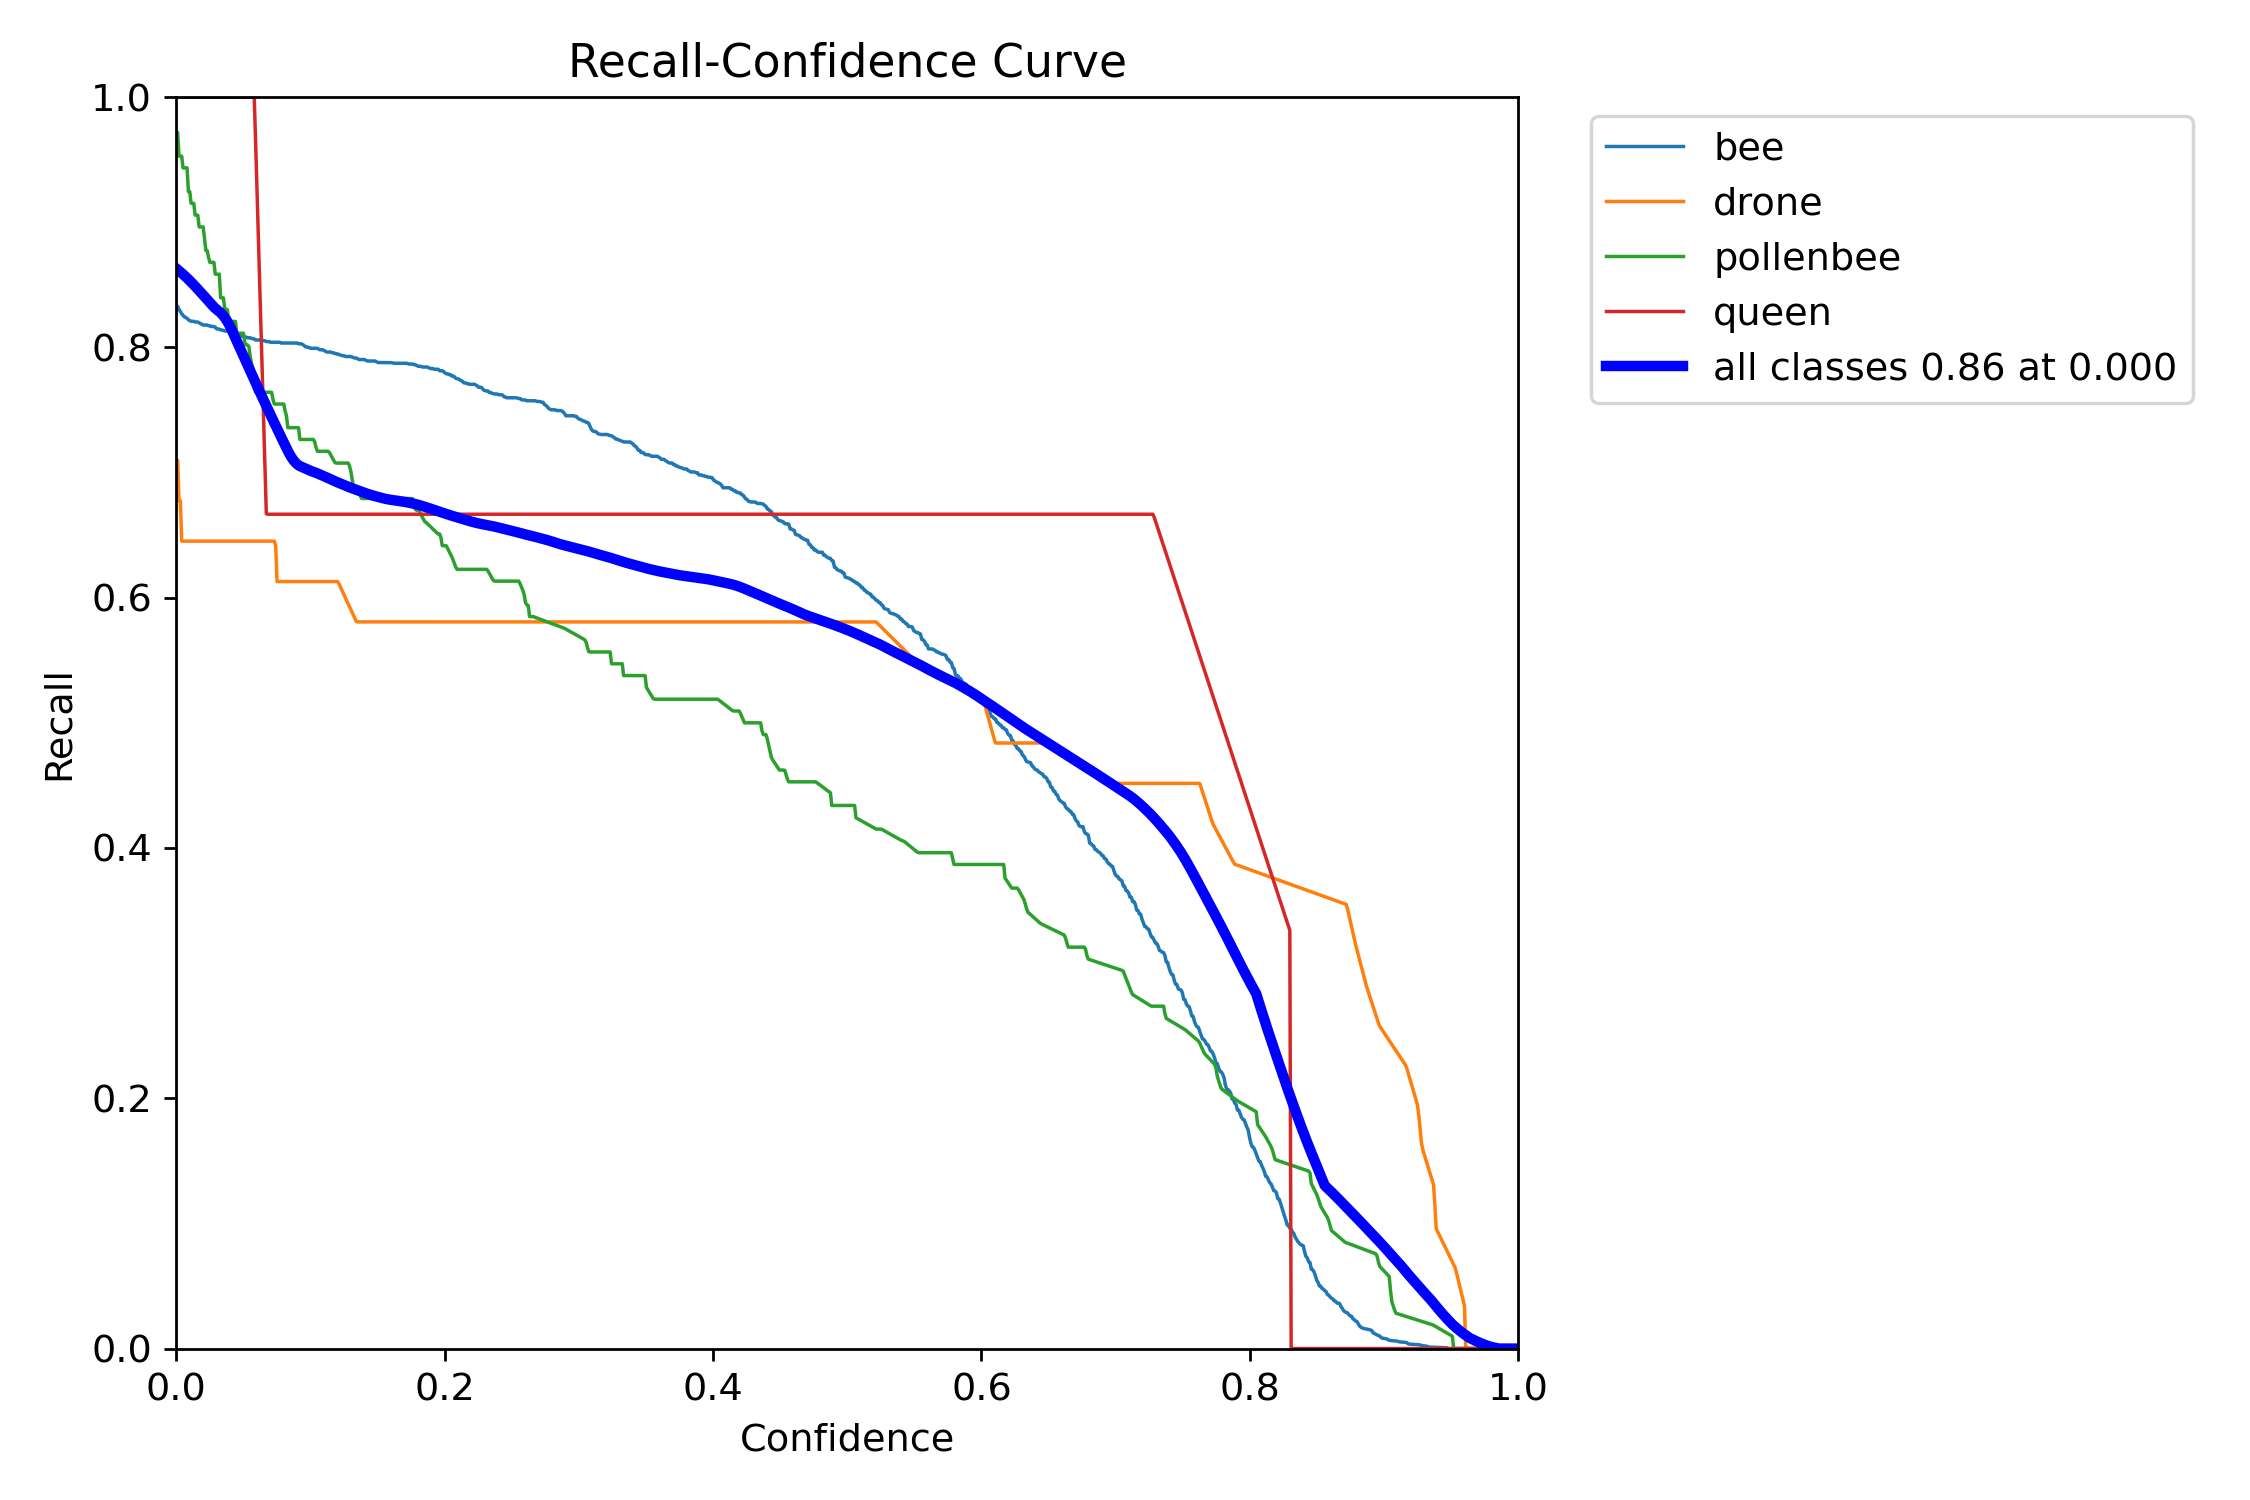 Recall-Confidence Curve
1.0
0.8
0.6
0.4
0.2
0.0
Recall
0.0 0.2 0.4 0.6 0.8 1.0
Confidence
bee
drone
pollenbee
queen
all classes 0.86 at 0.000